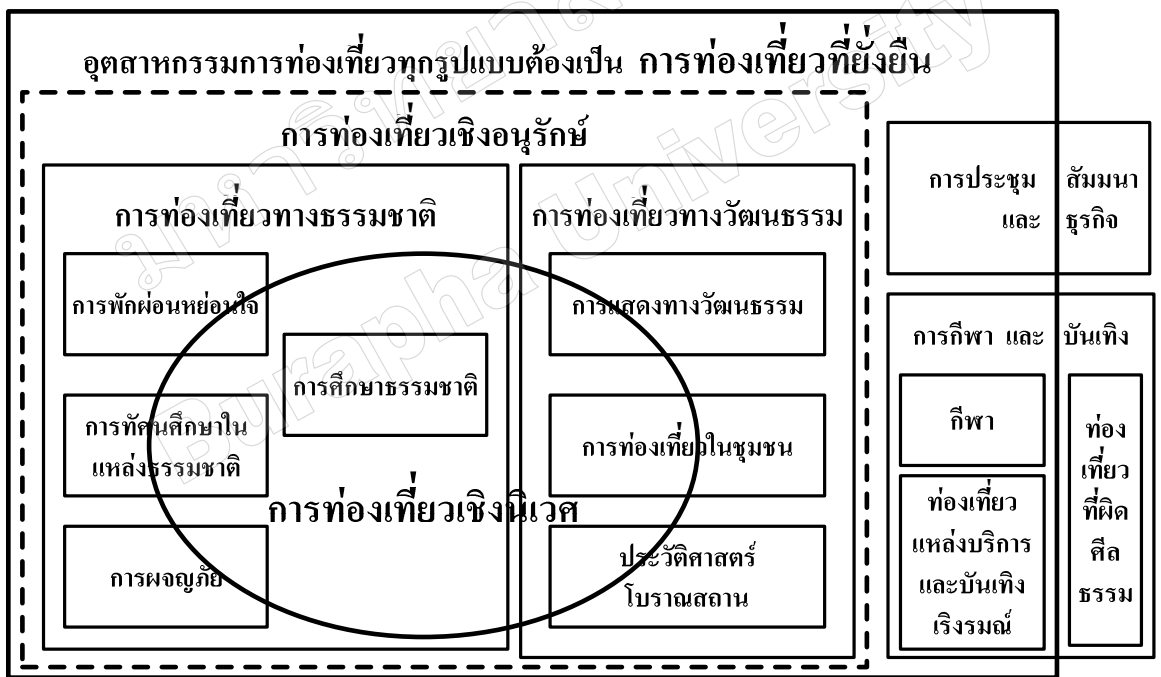 อุตสาหกรรมการท่องเที่ยวทุกรูปแบบต้องเป็น การท่องเที่ยวที่ยั่งยืน
การท่องเที่ยวเชิงอนุรักษ์
การท่องเที่ยวทางธรรมชาติ
การพักผ่อนหย่อนใจ
การศึกษาธรรมชาติ
การทัศนศึกษาใน
แหล่งธรรมชาติ
การท่องเที่ยวเชิงนิเวศ
การผจญภัย
การท่องเที่ยวทางวัฒนธรรม
การแสดงทางวัฒนธรรม
การท่องเที่ยวในชุมชน
ประวัติศาสตร์
โบราณสถาน
การประชุม สัมมนา
และ ธุรกิจ
การกีฬา และ บันเทิง
กีฬา
ท่องเที่ยว
แหล่งบริการ
และบันเทิง
เริงรมณ์
ท่อง
เที่ยว
ที่ผิด
ศีล
ธรรม
มหาวิทยาลัย
Burapha University